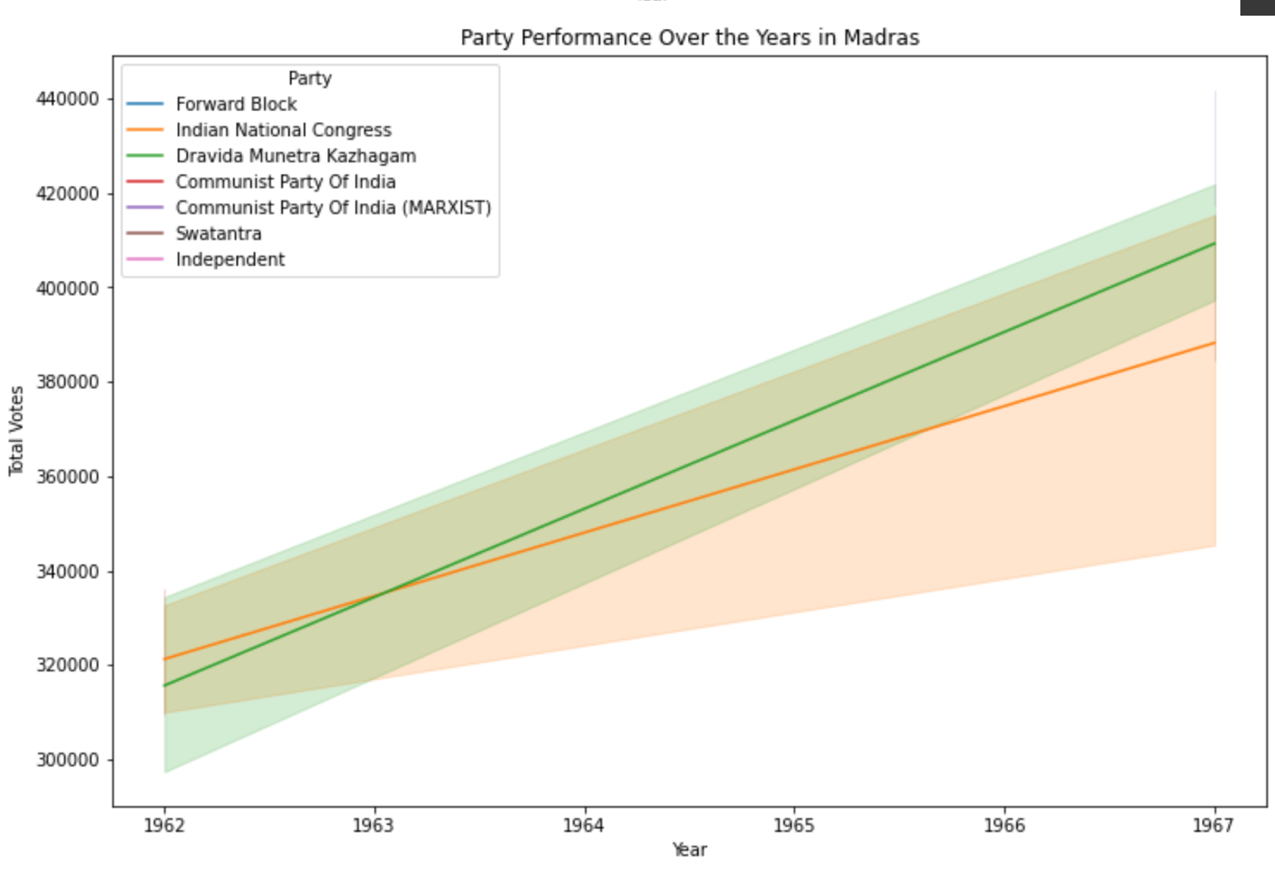 Party Performance Over the Years in Madras
Party
Forward Block
Indian National Congress
Dravida Munetra Kazhagam
Communist Party Of India
Communist Party Of India (MARXIST)
Swatantra
Independent
440000
420000
400000
380000
360000
340000
320000
300000
Total Votes
1962 1963 1964 1965 1966 1967
Year